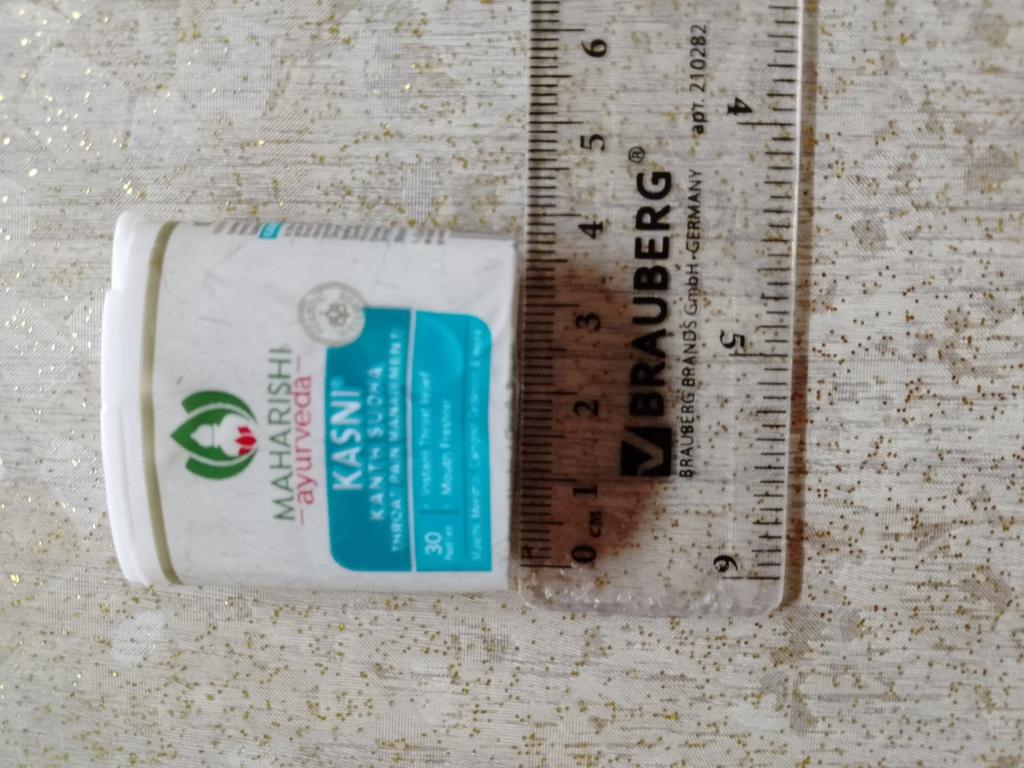 MAHARISHI
ayurveda
KASNI®
KANTH SUDHA
THROAT PAIN MANAGEMENT
30
Instant Throat Relief
Mouth Freshner
0 см 1 2 3 4 5 6
BRAUBERG®
BRAUBERG BRANDS GmbH·GERMANY
арт. 210282
4 5 6